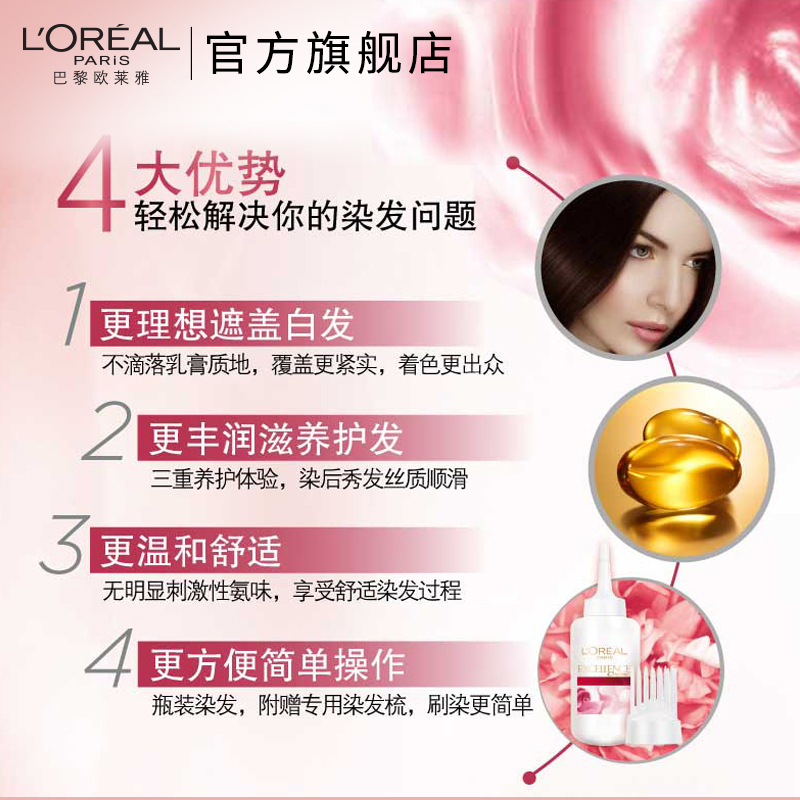 L'ORÉAL
PARIS
巴黎欧莱雅
官方旗舰店
4大优势
轻松解决你的染发问题
1
更理想遮盖白发
不滴落乳膏质地，覆盖更紧实，着色更出众
2
更丰润滋养护发
三重养护体验，染后秀发丝质顺滑
3
更温和舒适
无明显刺激性氨味，享受舒适染发过程
4
更方便简单操作
瓶装染发，附赠专用染发梳，刷染更简单
L'ORÉAL
PARIS